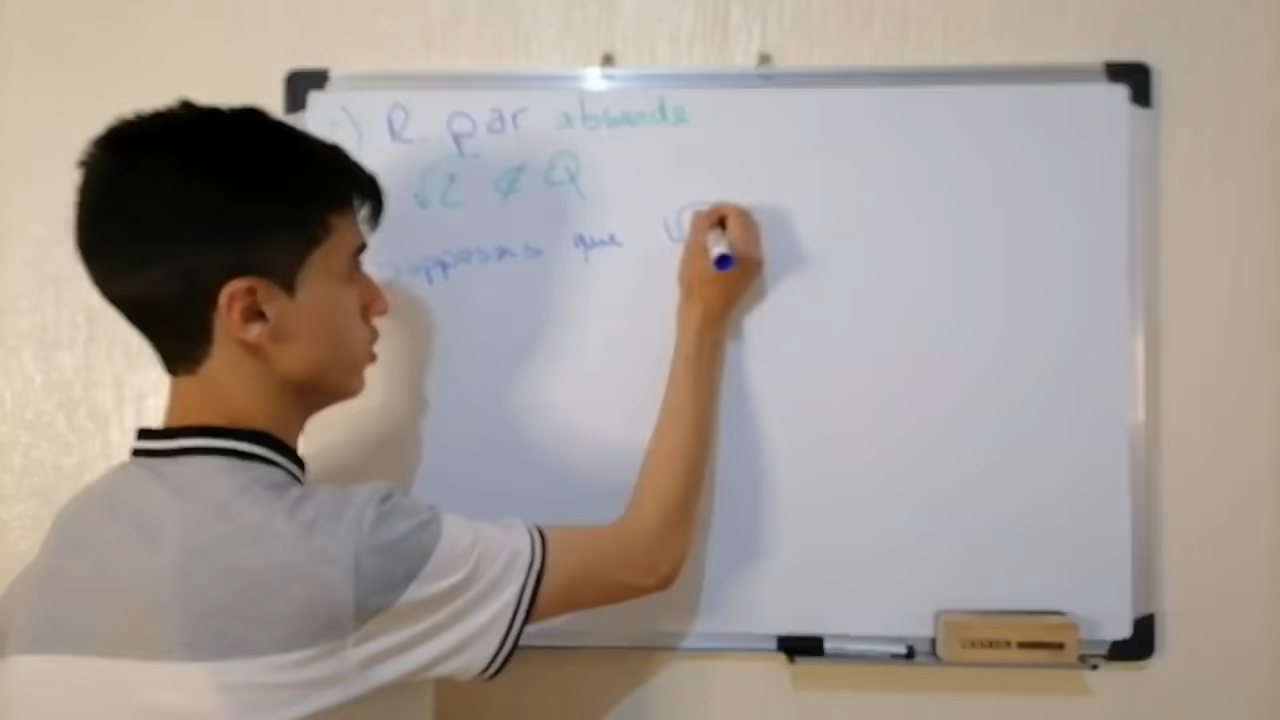 ) R par absurde
√2 ∉ Q
supposons que √